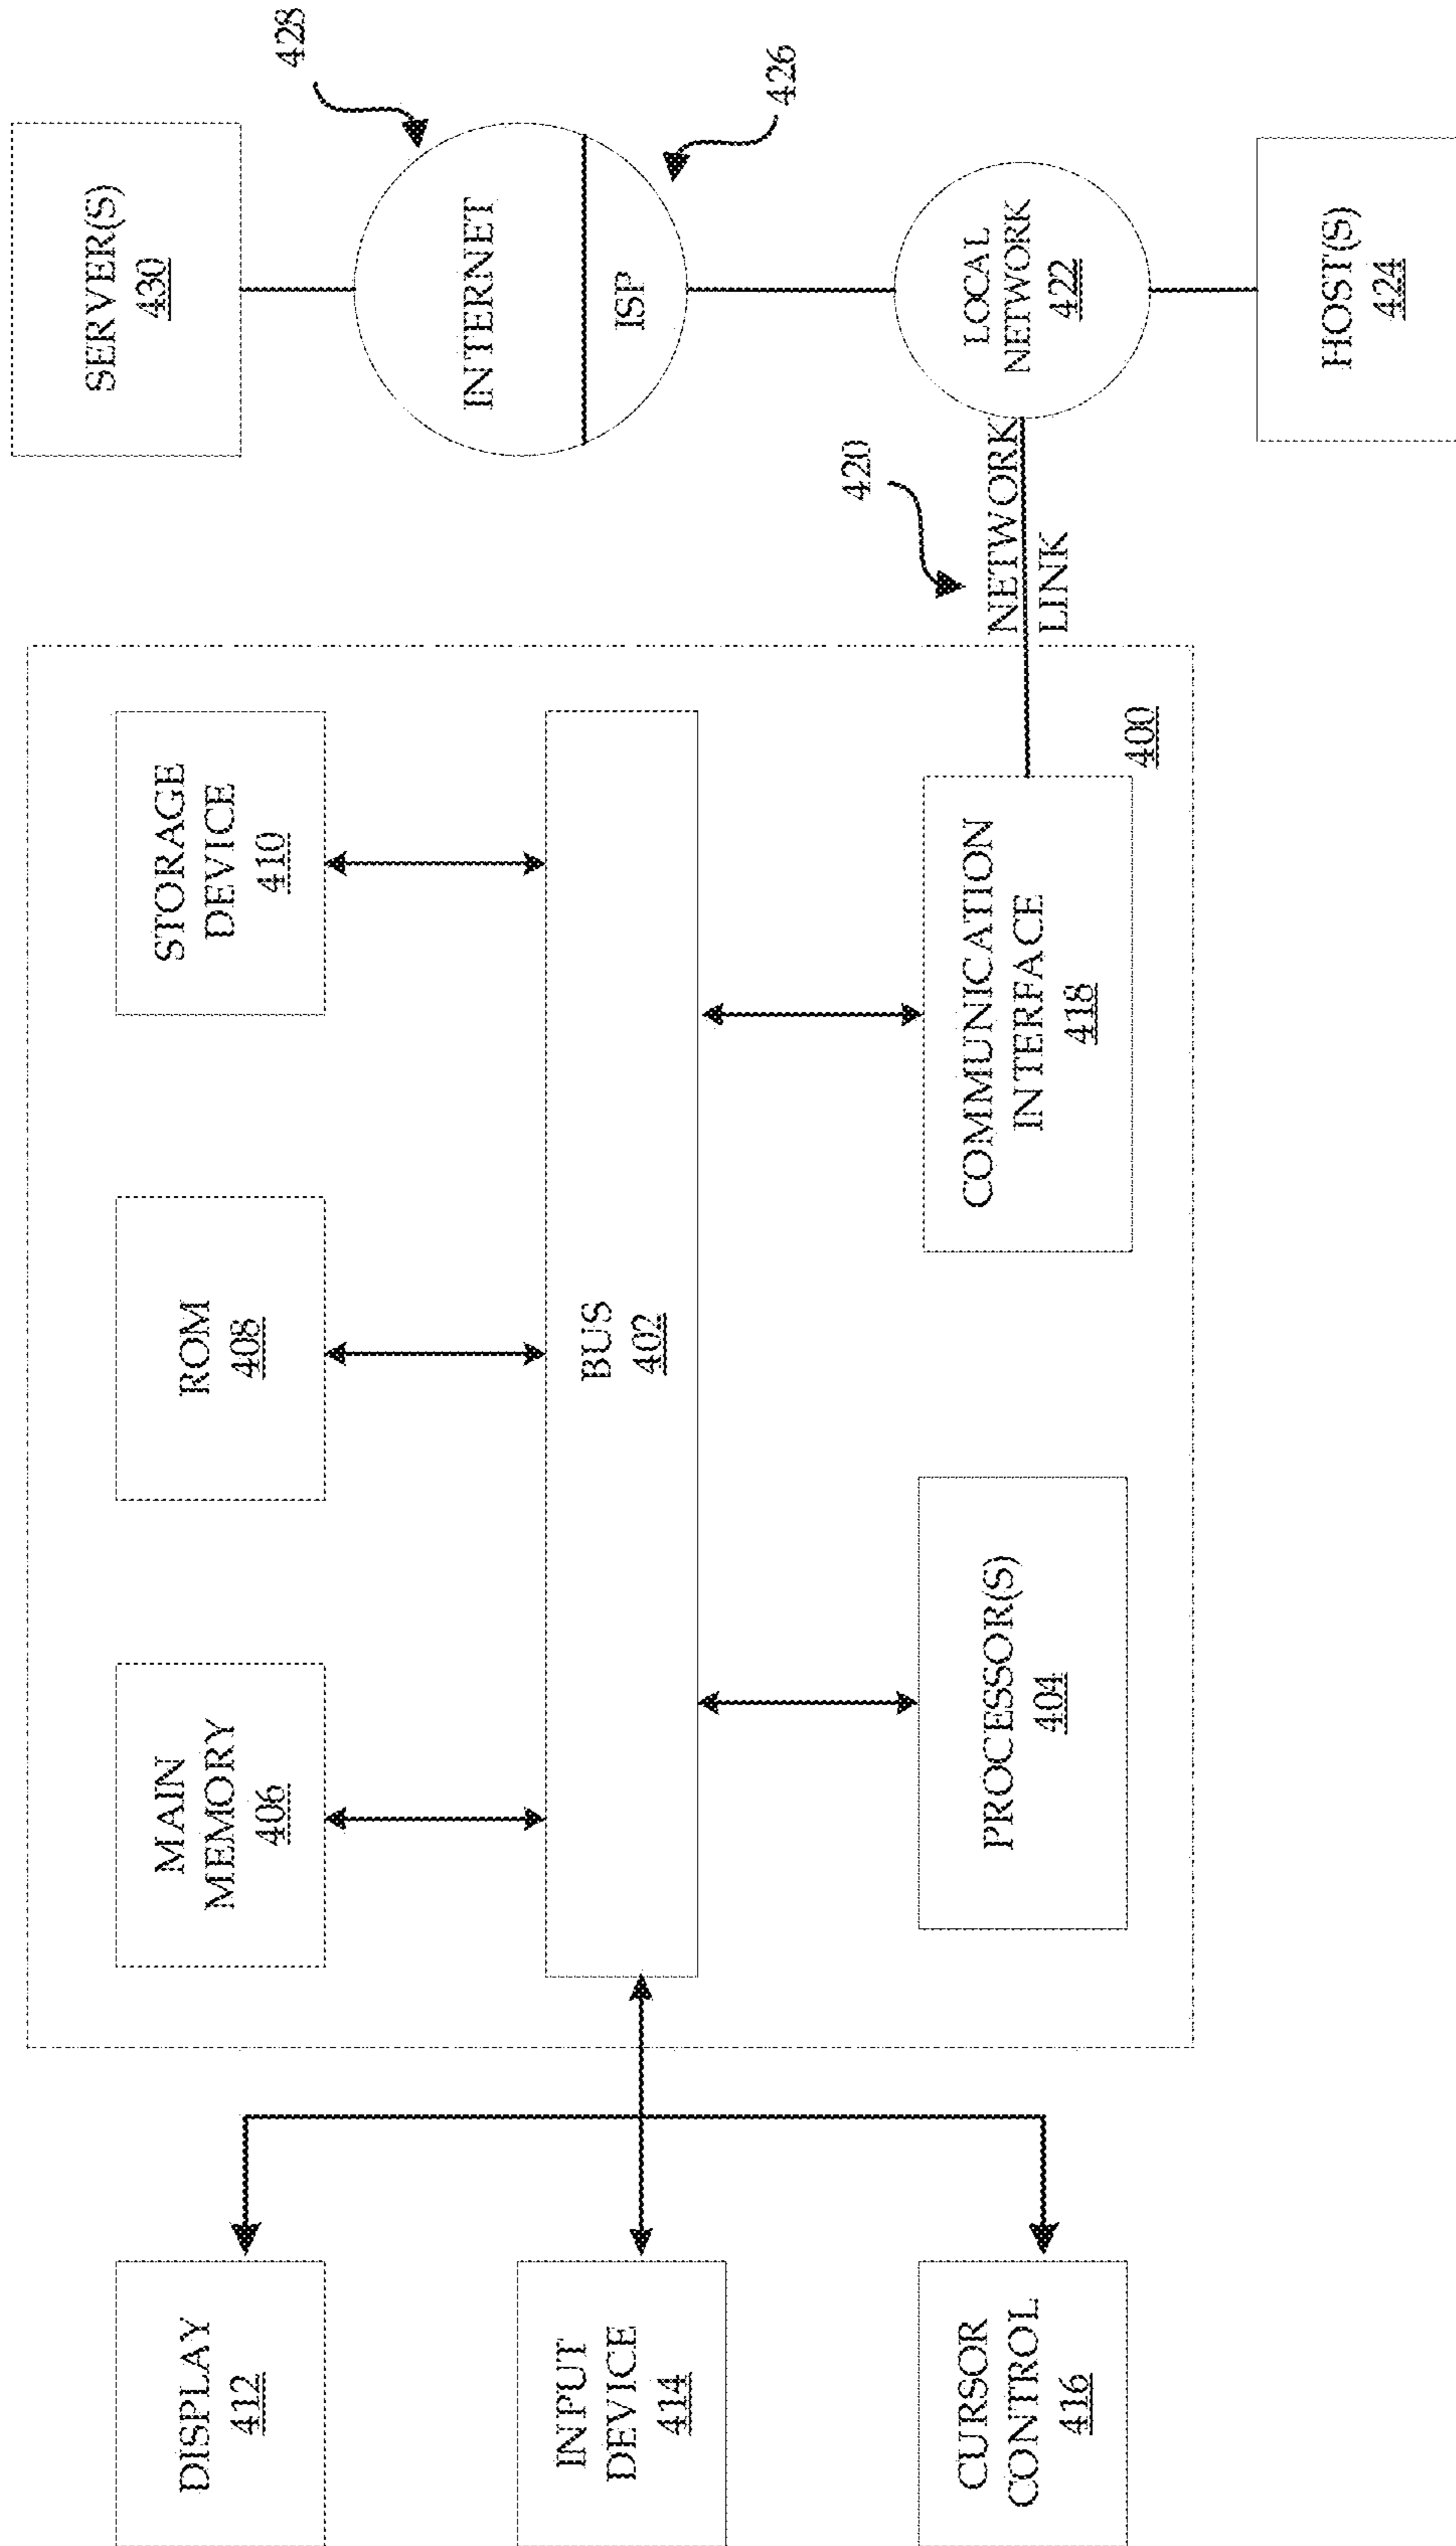 DISPLAY
412
INPUT
DEVICE
414
CURSOR
CONTROL
416
MAIN
MEMORY
406
ROM
408
STORAGE
DEVICE
410
BUS
402
PROCESSOR(S)
404
COMMUNICATION
INTERFACE
418
400
420
NETWORK
LINK
SERVER(S)
430
428
INTERNET
ISP
426
LOCAL
NETWORK
422
HOST(S)
424